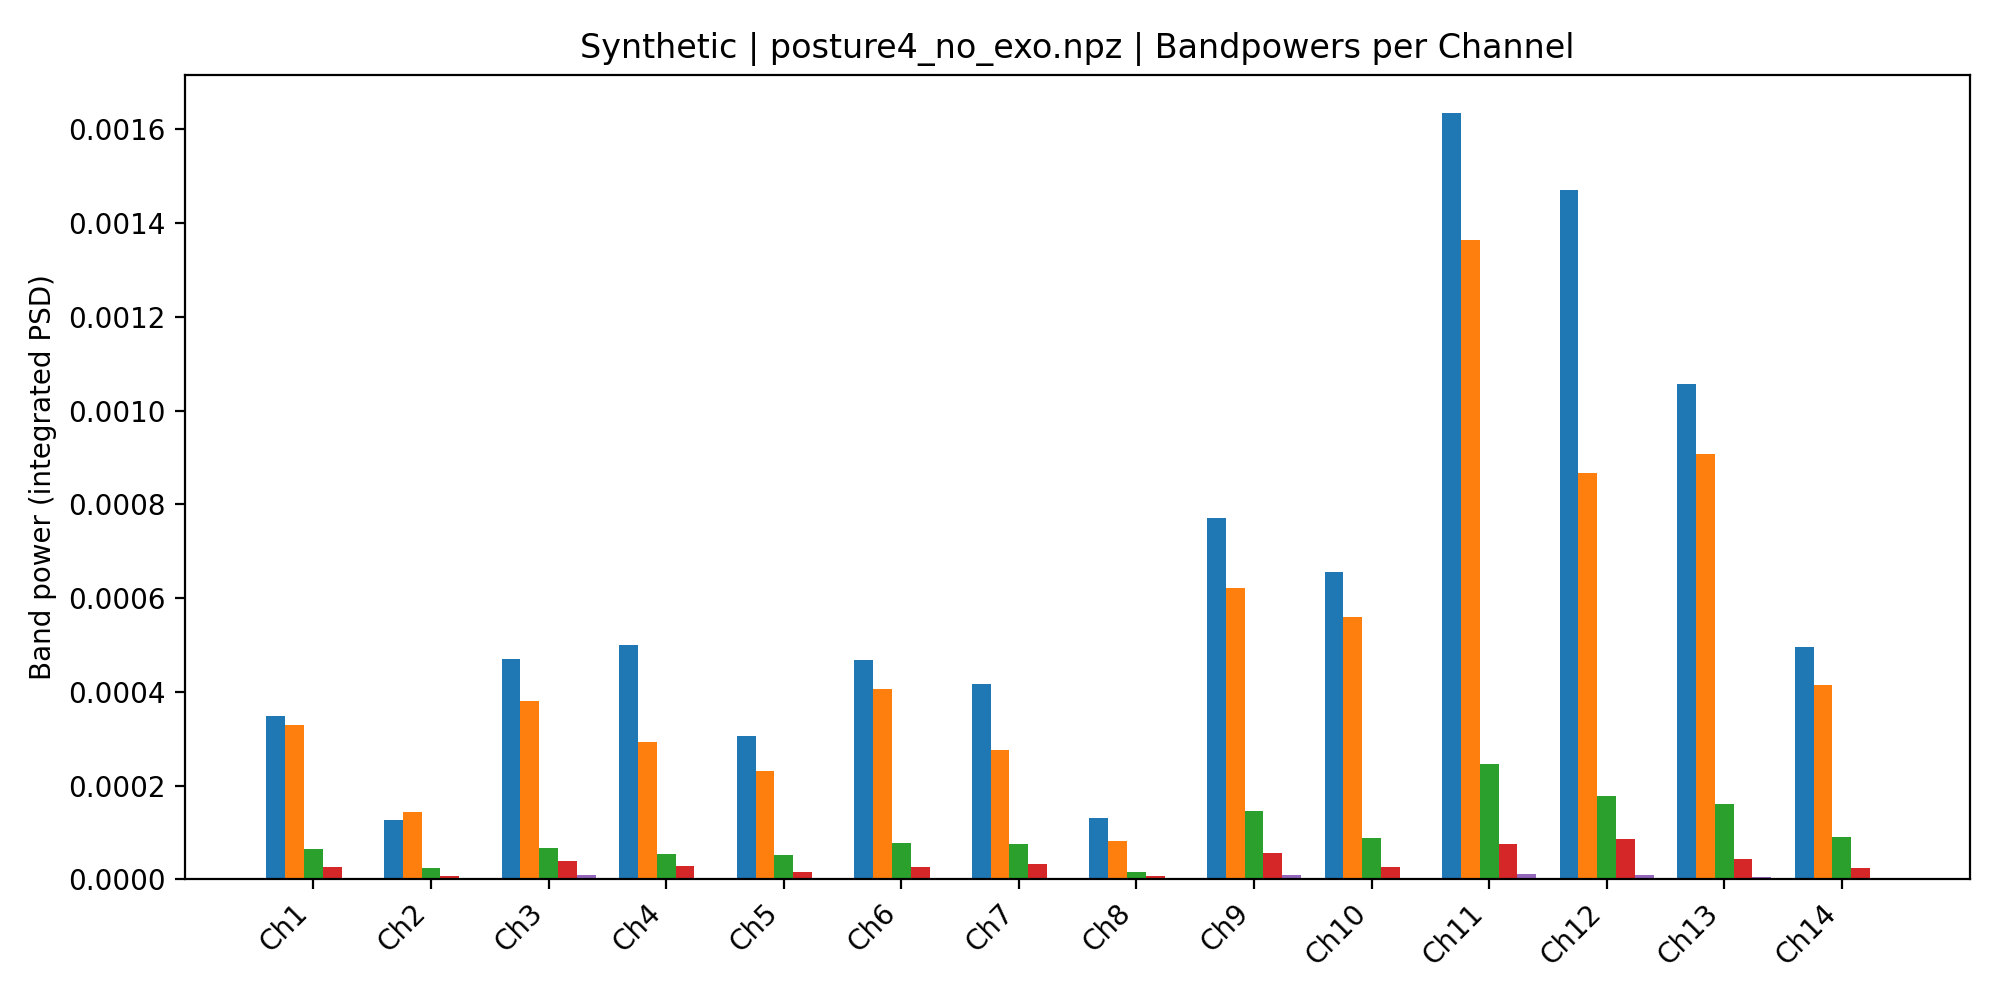 Synthetic | posture4_no_exo.npz | Bandpowers per Channel
Band power (integrated PSD)
0.0016
0.0014
0.0012
0.0010
0.0008
0.0006
0.0004
0.0002
0.0000
Ch1
Ch2
Ch3
Ch4
Ch5
Ch6
Ch7
Ch8
Ch9
Ch10
Ch11
Ch12
Ch13
Ch14